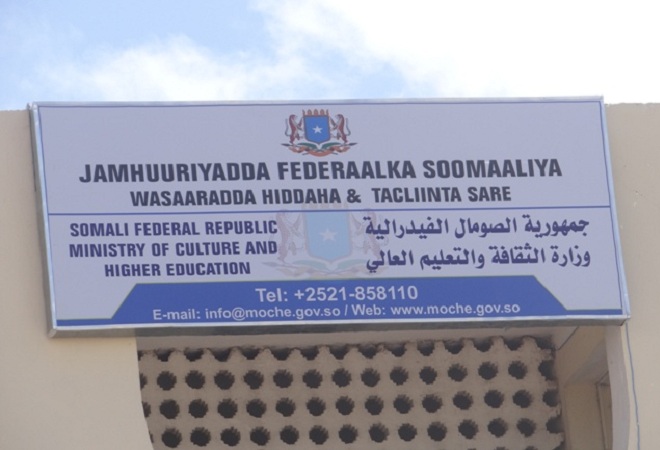 JAMHUURIYADDA FEDERAALKA SOOMAALIYA
WASAARADDA HIDDAHA & TACLIINTA SARE
SOMALI FEDERAL REPUBLIC
MINISTRY OF CULTURE AND
HIGHER EDUCATION
جمهورية الصومال الفيدرالية
وزارة الثقافة والتعليم العالي
Tel: +2521-858110
E-mail: info@moche.gov.so / Web: www.moche.gov.so